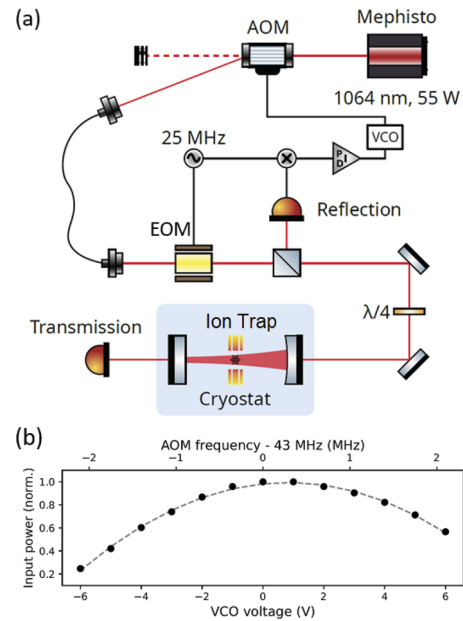 (a)
AOM
Mephisto
1064 nm, 55 W
VCO
25 MHz
P
I
D
Reflection
EOM
λ/4
Transmission
Ion Trap
Cryostat
(b)
AOM frequency - 43 MHz (MHz)
−2 −1 0 1 2
Input power (norm.)
1.0
0.8
0.6
0.4
0.2
−6 −4 −2 0 2 4 6
VCO voltage (V)